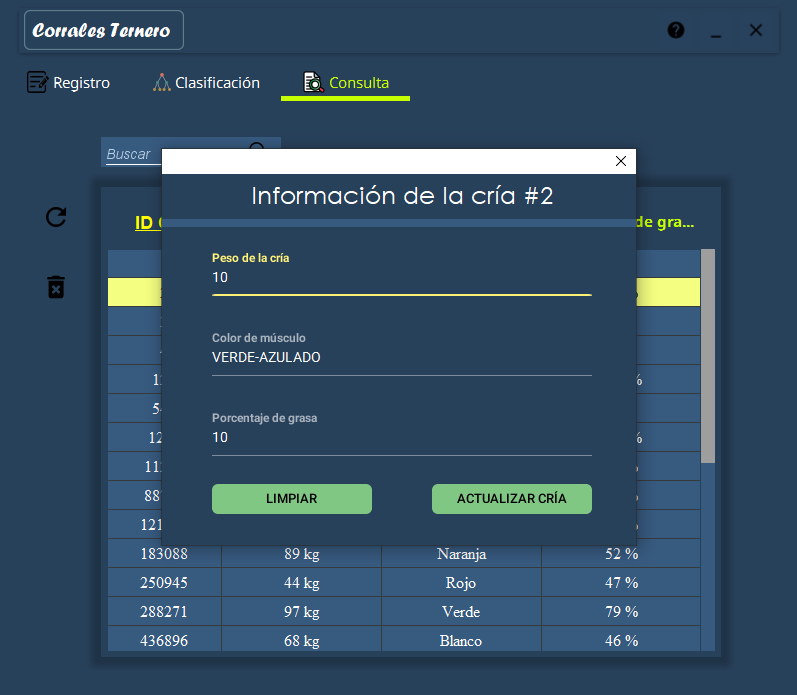 Corrales Ternero
Registro
Clasificación
Consulta
Buscar
Información de la cría #2
ID
de gra...
Peso de la cría
10
Color de músculo
VERDE-AZULADO
Porcentaje de grasa
10
LIMPIAR
ACTUALIZAR CRÍA
183088 89 kg Naranja 52 %
250945 44 kg Rojo 47 %
288271 97 kg Verde 79 %
436896 68 kg Blanco 46 %